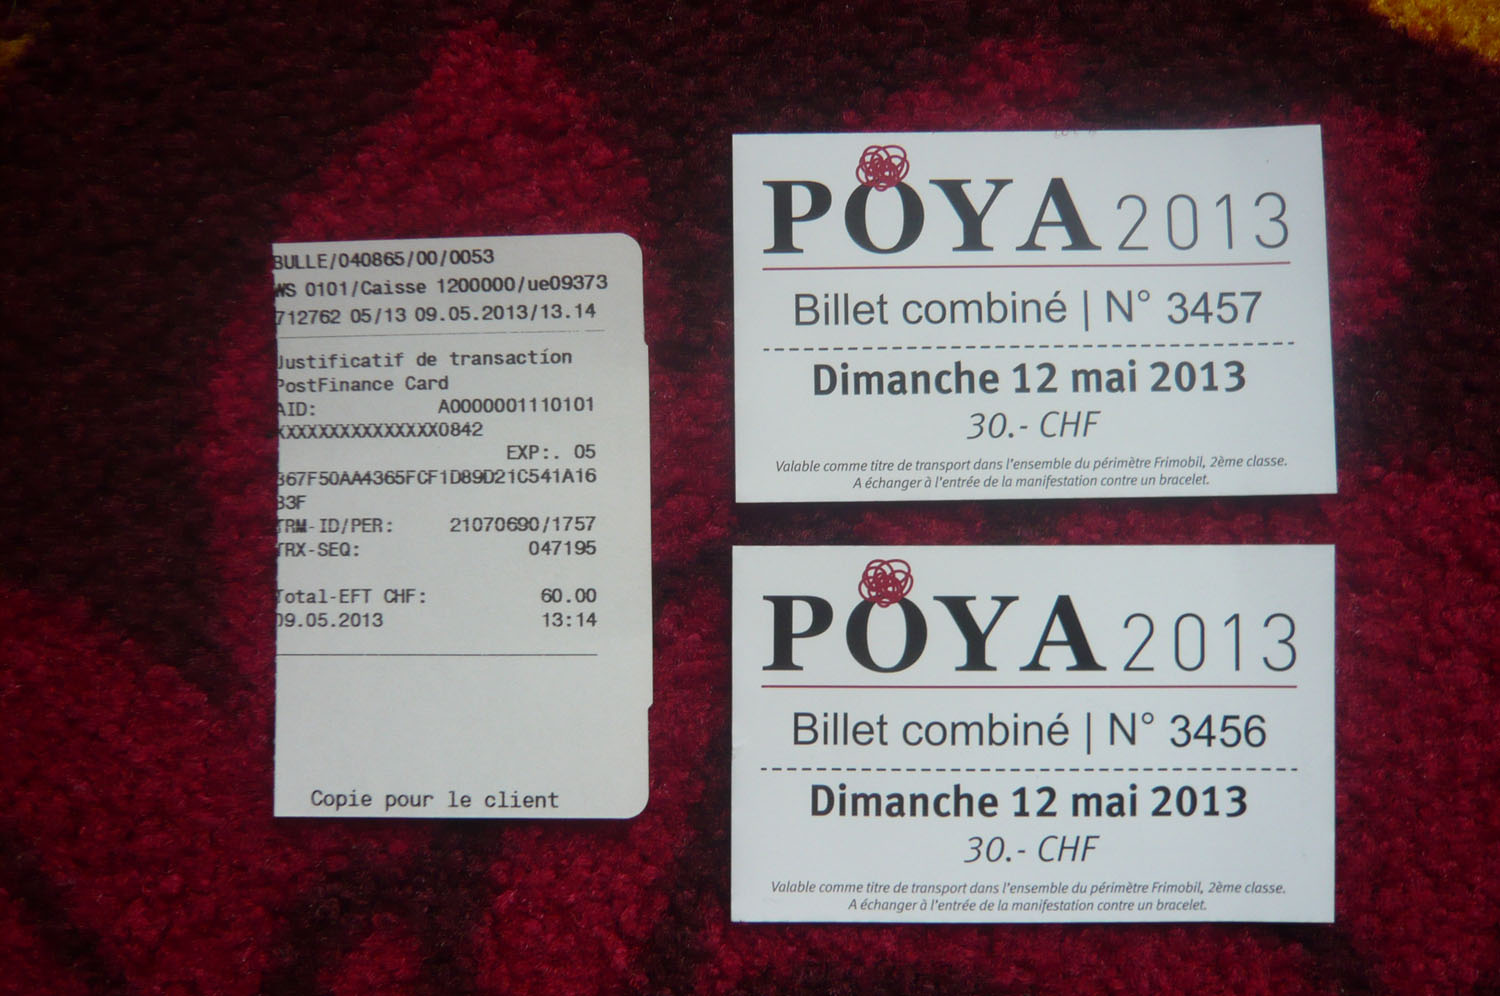 BULLE/040865/00/0053
WS 0101/Caisse 1200000/ue09373
712762 05/13 09.05.2013/13.14
Justificatif de transaction
PostFinance Card
AID: A0000001110101
XXXXXXXXXXXXXXX0842
EXP:. 05
367F50AA4365FCF1D89D21C541A16
33F
TRM-ID/PER: 21070690/1757
TRX-SEQ: 047195
Total-EFT CHF: 60.00
09.05.2013 13:14
Copie pour le client
POYA 2013
Billet combiné | N° 3457
Dimanche 12 mai 2013
30.- CHF
Valable comme titre de transport dans l'ensemble du périmètre Frimobil, 2ème classe.
A échanger à l'entrée de la manifestation contre un bracelet.
POYA 2013
Billet combiné | N° 3456
Dimanche 12 mai 2013
30.- CHF
Valable comme titre de transport dans l'ensemble du périmètre Frimobil, 2ème classe.
A échanger à l'entrée de la manifestation contre un bracelet.